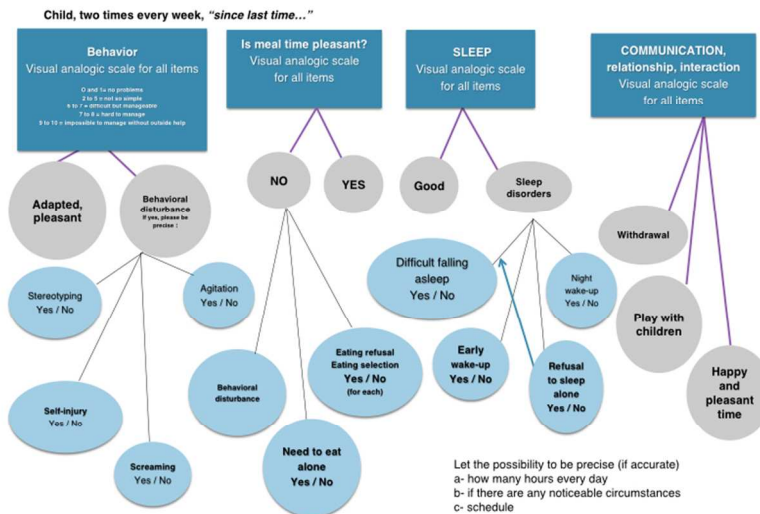 Child, two times every week, “since last time…”
Behavior
Visual analogic scale for all items
O and 1= no problems
2 to 5 = not so simple
6 to 7 = difficult but manageable
7 to 8 = hard to manage
9 to 10 = impossible to manage without outside help
Is meal time pleasant?
Visual analogic scale
for all items
SLEEP
Visual analogic scale
for all items
COMMUNICATION,
relationship, interaction
Visual analogic scale
for all items
Adapted,
pleasant
Behavioral
disturbance
If yes, please be
precise :
NO
YES
Good
Sleep
disorders
Withdrawal
Play with
children
Happy
and
pleasant
time
Stereotyping
Yes / No
Agitation
Yes / No
Self-injury
Yes / No
Screaming
Yes / No
Behavioral
disturbance
Eating refusal
Eating selection
Yes / No
(for each)
Need to eat
alone
Yes / No
Difficult falling
asleep
Yes / No
Night
wake-up
Yes / No
Early
wake-up
Yes / No
Refusal
to sleep
alone
Yes / No
Let the possibility to be precise (if accurate)
a- how many hours every day
b- if there are any noticeable circumstances
c- schedule